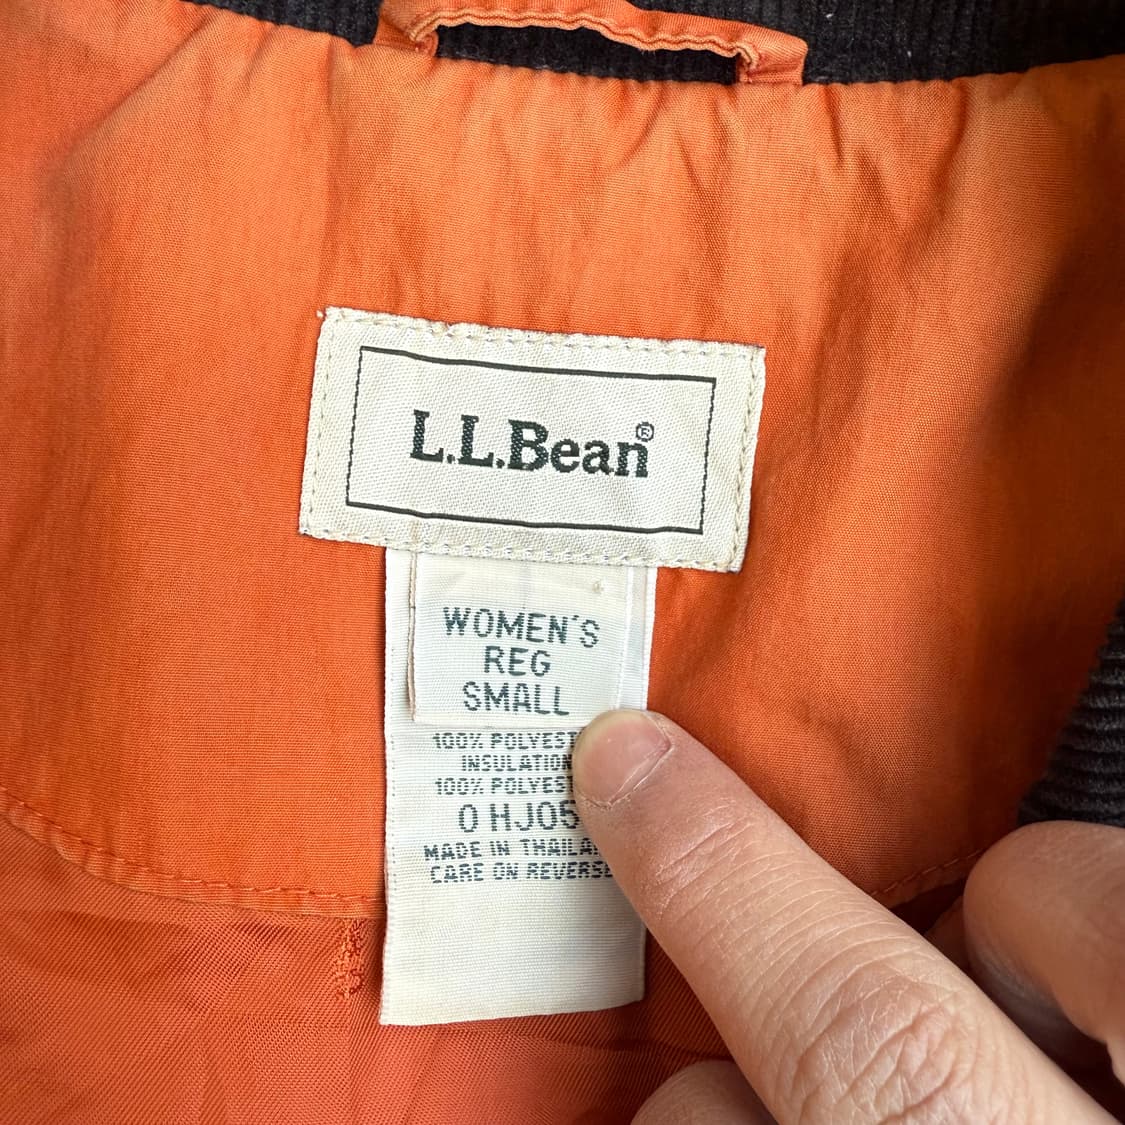 L.L.Bean®
WOMEN'S
REG
SMALL
100% POLYEST
INSULATION
100% POLYEST
0 HJ05
MADE IN THAILA
CARE ON REVERSE